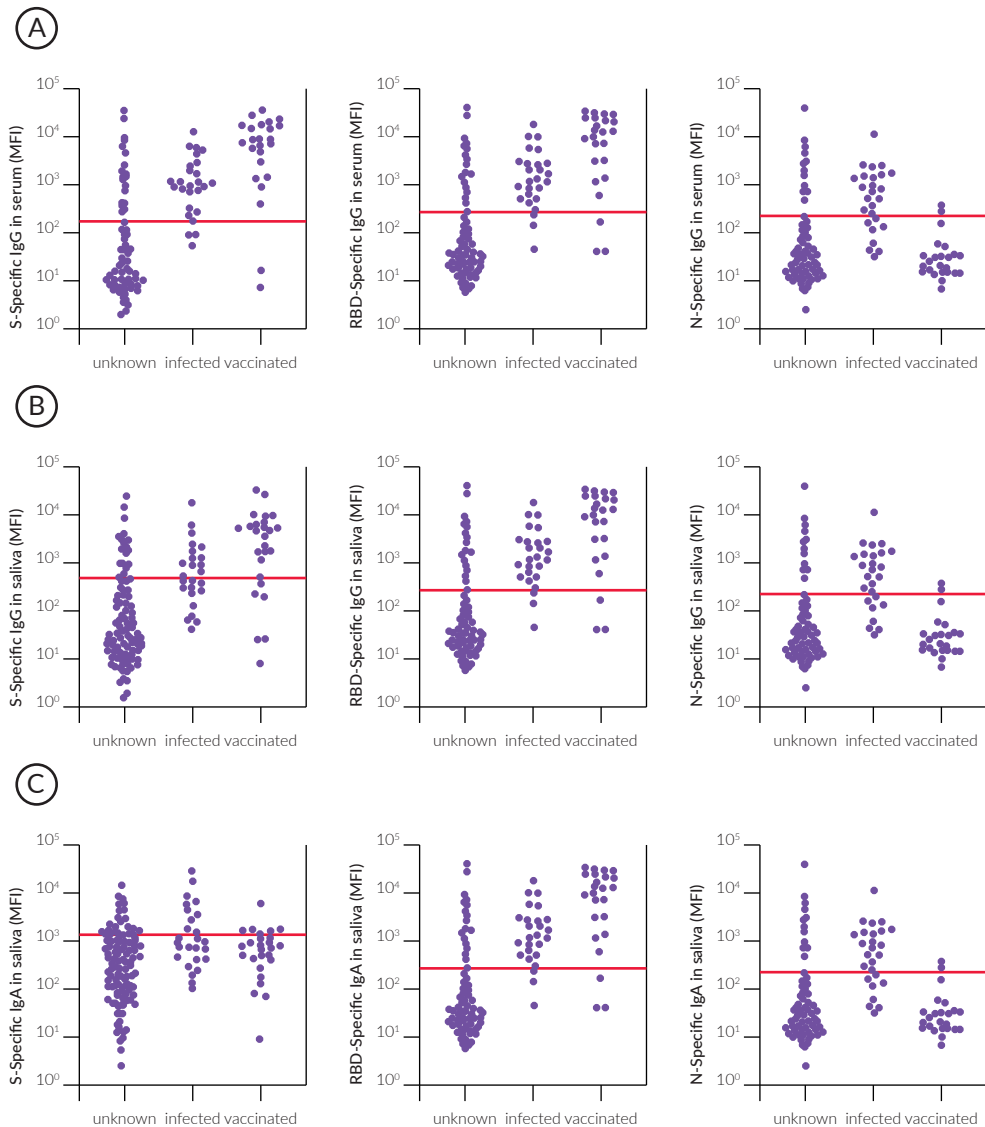 A
S-Specific IgG in serum (MFI)
10⁵
10⁴
10³
10²
10¹
10⁰
unknown infected vaccinated
RBD-Specific IgG in serum (MFI)
10⁵
10⁴
10³
10²
10¹
10⁰
unknown infected vaccinated
N-Specific IgG in serum (MFI)
10⁵
10⁴
10³
10²
10¹
10⁰
unknown infected vaccinated
B
S-Specific IgG in saliva (MFI)
10⁵
10⁴
10³
10²
10¹
10⁰
unknown infected vaccinated
RBD-Specific IgG in saliva (MFI)
10⁵
10⁴
10³
10²
10¹
10⁰
unknown infected vaccinated
N-Specific IgG in saliva (MFI)
10⁵
10⁴
10³
10²
10¹
10⁰
unknown infected vaccinated
C
S-Specific IgA in saliva (MFI)
10⁵
10⁴
10³
10²
10¹
10⁰
unknown infected vaccinated
RBD-Specific IgA in saliva (MFI)
10⁵
10⁴
10³
10²
10¹
10⁰
unknown infected vaccinated
N-Specific IgA in saliva (MFI)
10⁵
10⁴
10³
10²
10¹
10⁰
unknown infected vaccinated